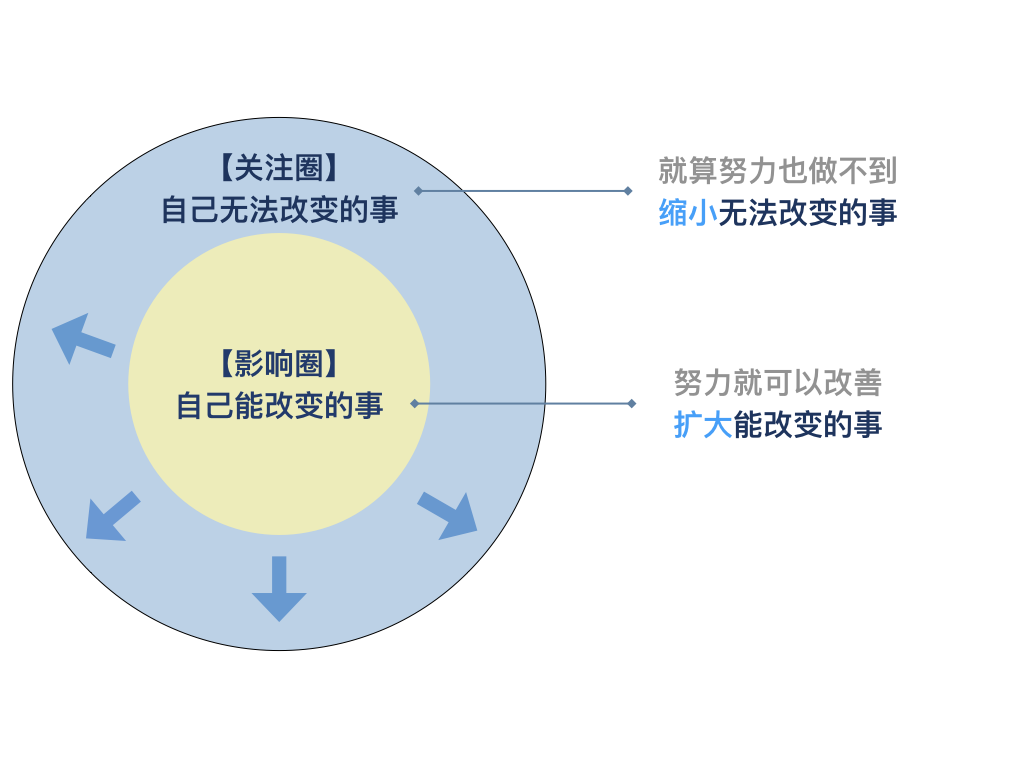 【关注圈】
自己无法改变的事
就算努力也做不到
缩小无法改变的事
【影响圈】
自己能改变的事
努力就可以改善
扩大能改变的事